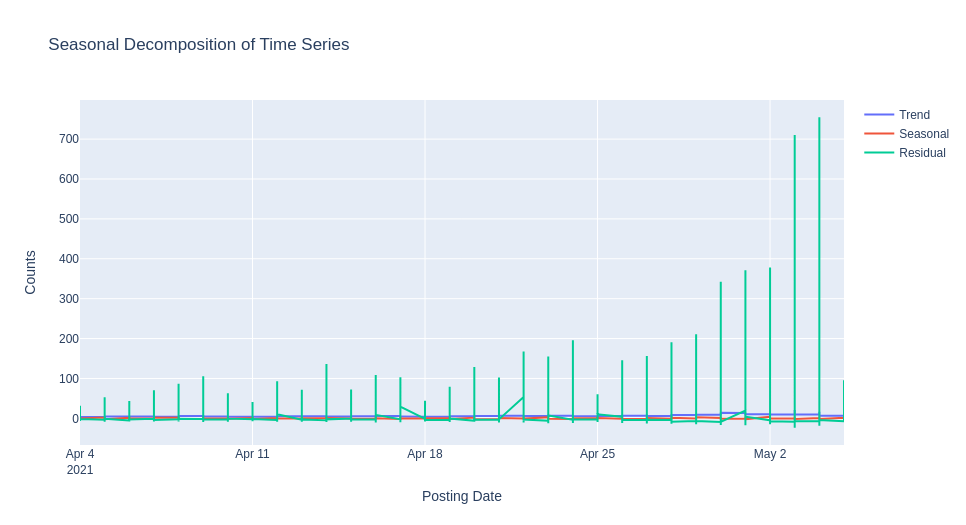 Seasonal Decomposition of Time Series
Trend
Seasonal
Residual
Counts
700
600
500
400
300
200
100
0
Apr 4
2021
Apr 11
Apr 18
Apr 25
May 2
Posting Date